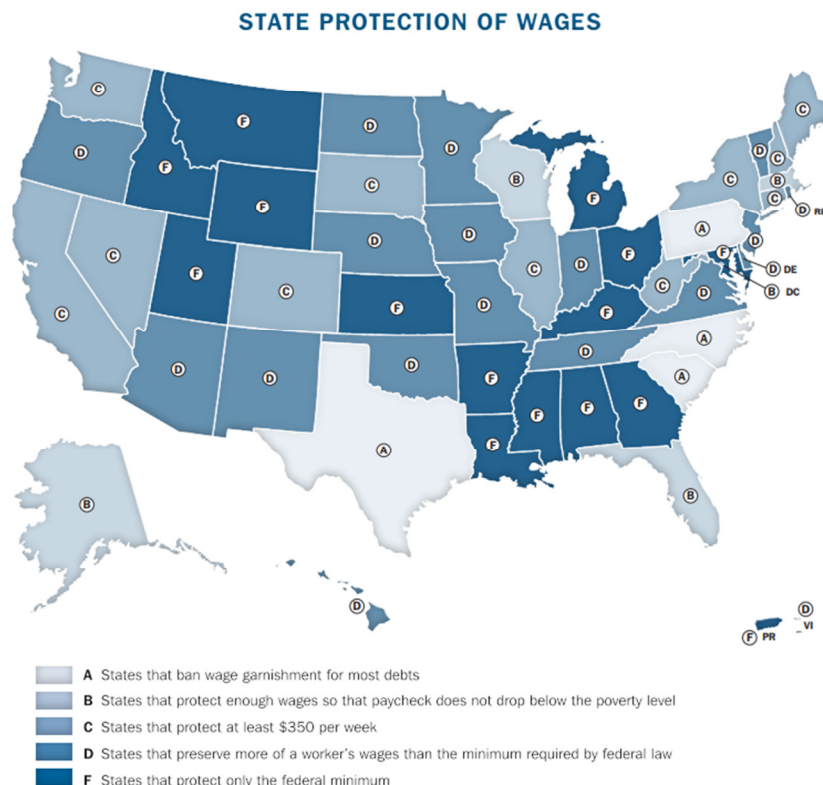 STATE PROTECTION OF WAGES
C
F
D
D
C
D
F
D
C
B
F
C
D
C
B
C
D RI
F
C
D
D
A
D
F
F
D DE
B DC
C
F
C
F
D
C
D
F
C
D
F
A
D
D
D
D
F
A
A
F
F
F
F
B
B
D
D
VI
F PR
A States that ban wage garnishment for most debts
B States that protect enough wages so that paycheck does not drop below the poverty level
C States that protect at least $350 per week
D States that preserve more of a worker's wages than the minimum required by federal law
F States that protect only the federal minimum